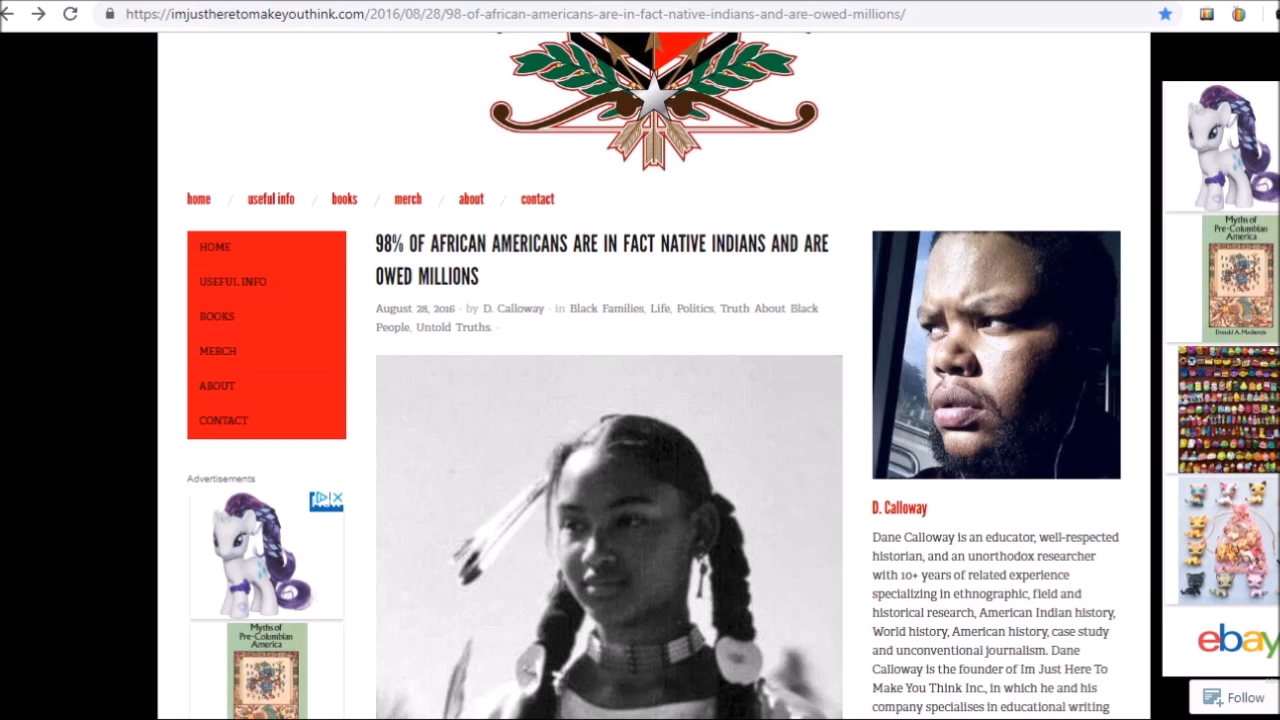 https://imjustheretomakeyouthink.com/2016/08/28/98-of-african-americans-are-in-fact-native-indians-and-are-owed-millions/
home / useful info / books / merch / about / contact
HOME
USEFUL INFO
BOOKS
MERCH
ABOUT
CONTACT
Advertisements
Myths of
Pre-Columbian
America
98% OF AFRICAN AMERICANS ARE IN FACT NATIVE INDIANS AND ARE
OWED MILLIONS
August 28, 2016 · by D. Calloway · in Black Families, Life, Politics, Truth About Black
People, Untold Truths. ·
D. Calloway
Dane Calloway is an educator, well-respected
historian, and an unorthodox researcher
with 10+ years of related experience
specializing in ethnographic, field and
historical research, American Indian history,
World history, American history, case study
and unconventional journalism. Dane
Calloway is the founder of Im Just Here To
Make You Think Inc., in which he and his
company specialises in educational writing
Myths of
Pre-Columbian
America
Donald A. Mackenzie
ebay
Follow